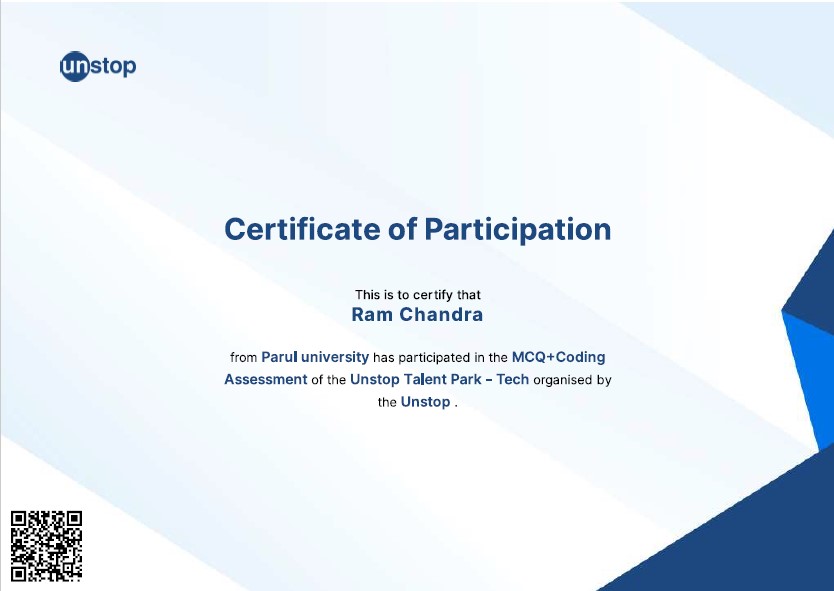 unstop
Certificate of Participation
This is to certify that
Ram Chandra
from Parul university has participated in the MCQ+Coding
Assessment of the Unstop Talent Park – Tech organised by
the Unstop .